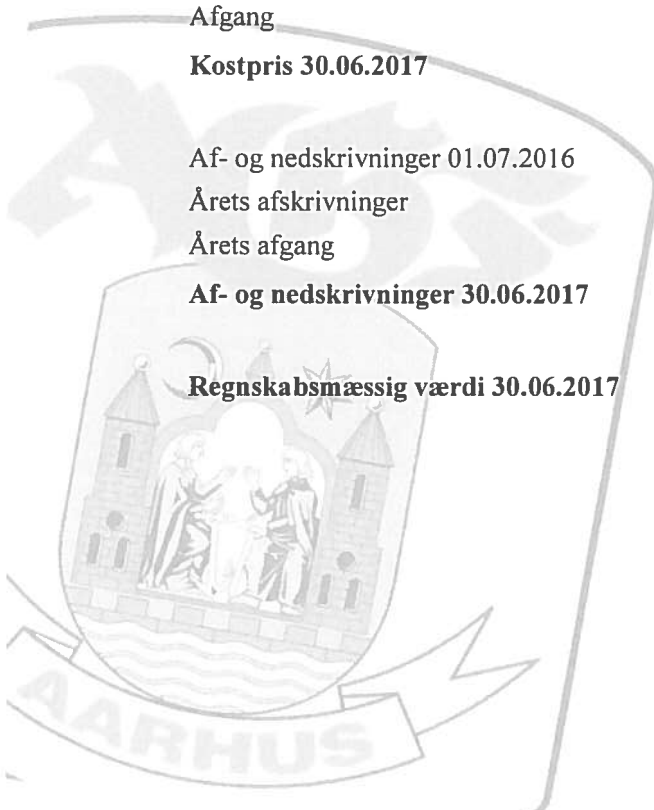 Afgang
Kostpris 30.06.2017
Af- og nedskrivninger 01.07.2016
Årets afskrivninger
Årets afgang
Af- og nedskrivninger 30.06.2017
Regnskabsmæssig værdi 30.06.2017
AGF
AARHUS